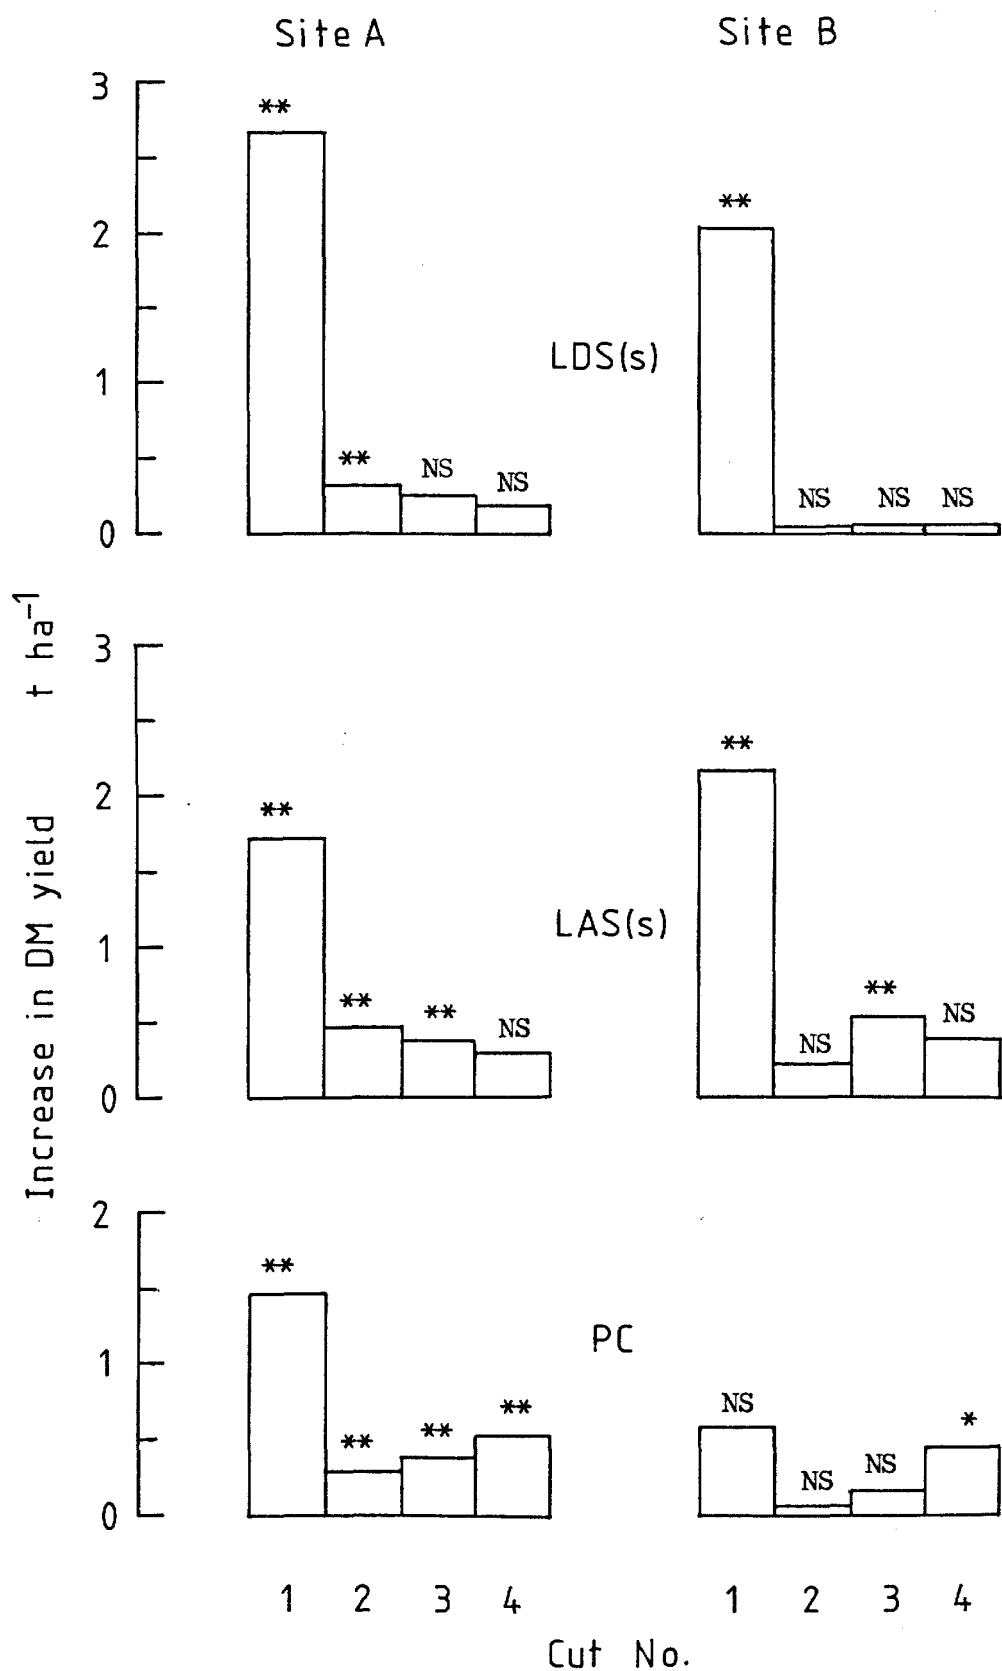 Site A
Site B
3
2
1
0
**
**
NS
NS
LDS(s)
**
NS
NS
NS
Increase in DM yield t ha⁻¹
3
2
1
0
**
**
**
NS
LAS(s)
**
NS
**
NS
2
1
0
**
**
**
**
PC
NS
NS
NS
*
1 2 3 4
1 2 3 4
Cut No.